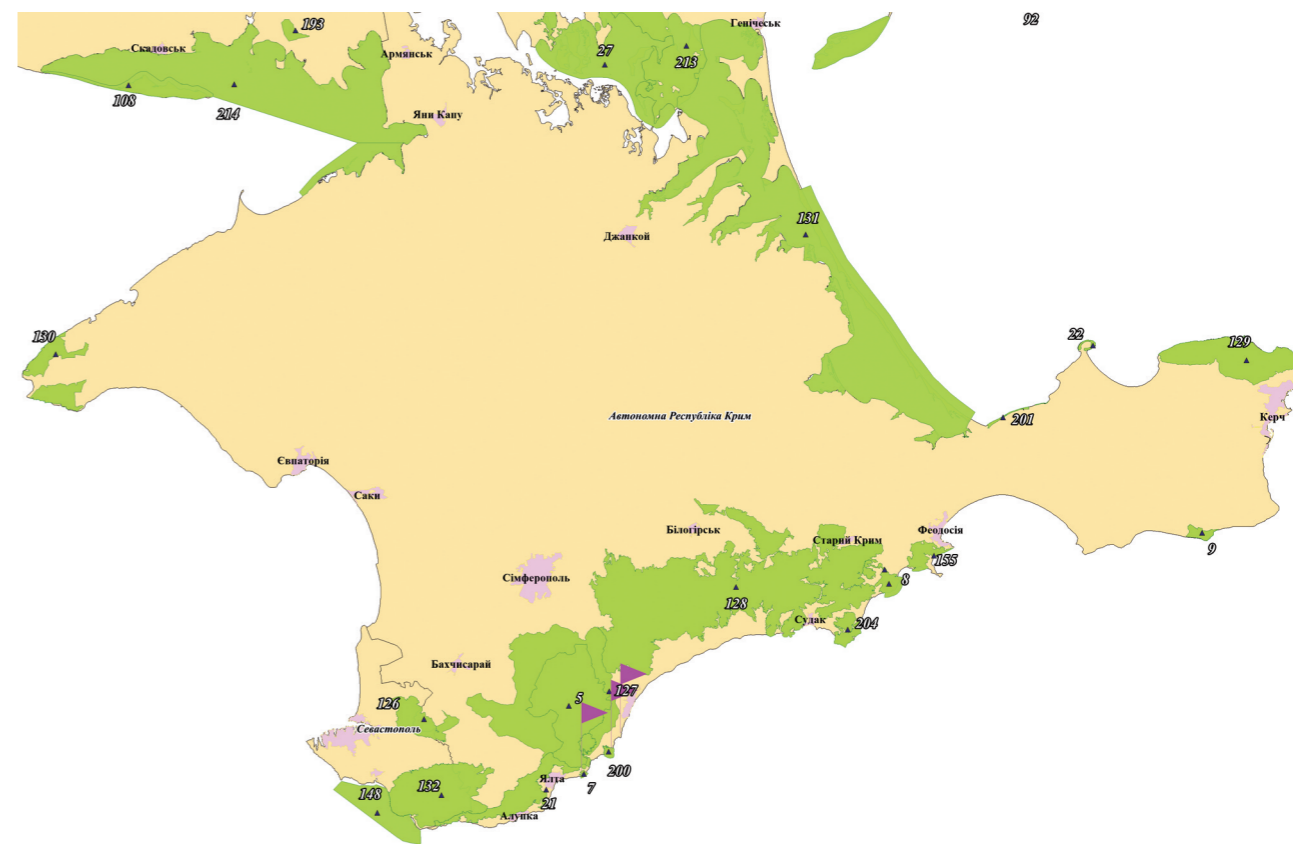 92
193
Генічеськ
Скадовськ
Армянськ
27
213
108
214
Яни Капу
131
Джанкой
130
22
129
Автономна Республіка Крим
201
Керч
Євпаторія
Саки
Білогірськ
Феодосія
Старий Крим
9
155
Сімферополь
8
128
Судак
204
Бахчисарай
5
127
126
Севастополь
200
Ялта
7
132
148
21
Алупка